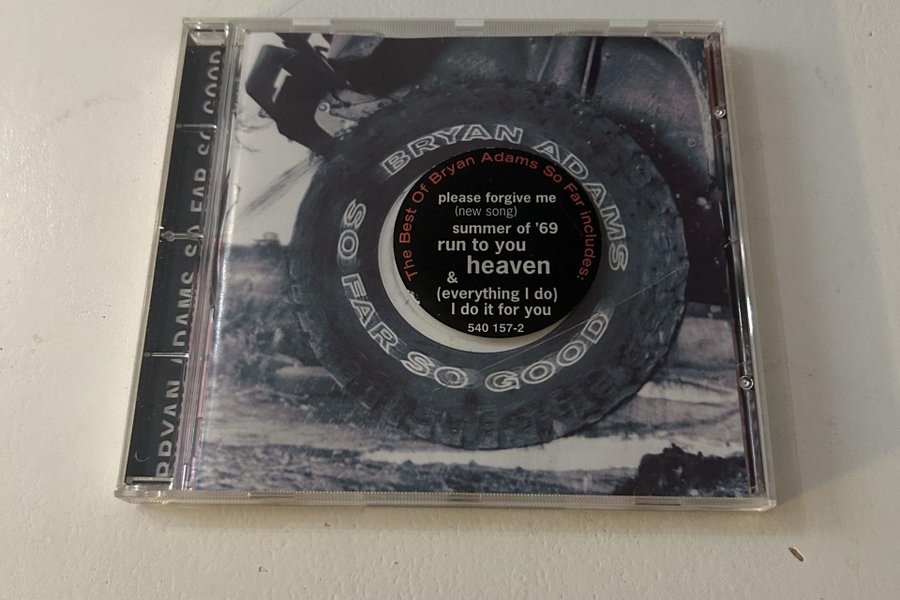 BRYAN ADAMS SO FAR SO GOOD
BRYAN ADAMS
SO FAR SO GOOD
The Best Of Bryan Adams So Far includes:
please forgive me
(new song)
summer of '69
run to you
heaven
&
(everything I do)
I do it for you
540 157-2